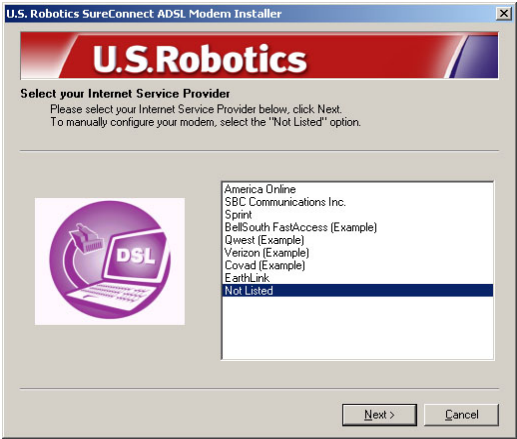 U.S. Robotics SureConnect ADSL Modem Installer
U.S.Robotics
Select your Internet Service Provider
Please select your Internet Service Provider below, click Next.
To manually configure your modem, select the "Not Listed" option.
America Online
SBC Communications Inc.
Sprint
BellSouth FastAccess (Example)
Qwest (Example)
Verizon (Example)
Covad (Example)
EarthLink
Not Listed
DSL
Next >
Cancel